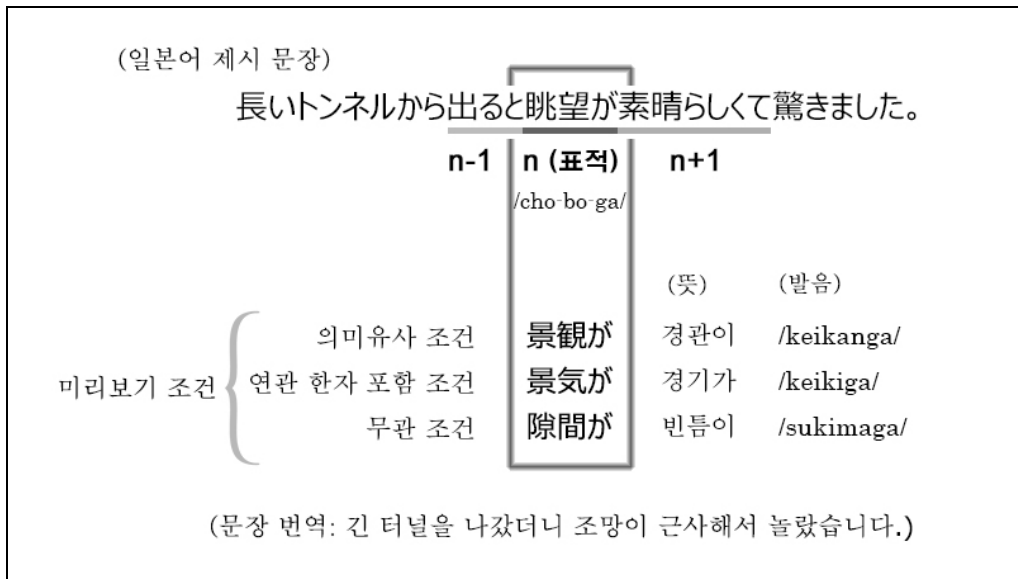 (일본어 제시 문장)
長いトンネルから出ると眺望が素晴らしくて驚きました。
n-1 n (표적) n+1
/cho-bo-ga/
(뜻) (발음)
의미유사 조건 景観が 경관이 /keikanga/
미리보기 조건 연관 한자 포함 조건 景気が 경기가 /keikiga/
무관 조건 隙間が 빈틈이 /sukimaga/
(문장 번역: 긴 터널을 나갔더니 조망이 근사해서 놀랐습니다.)